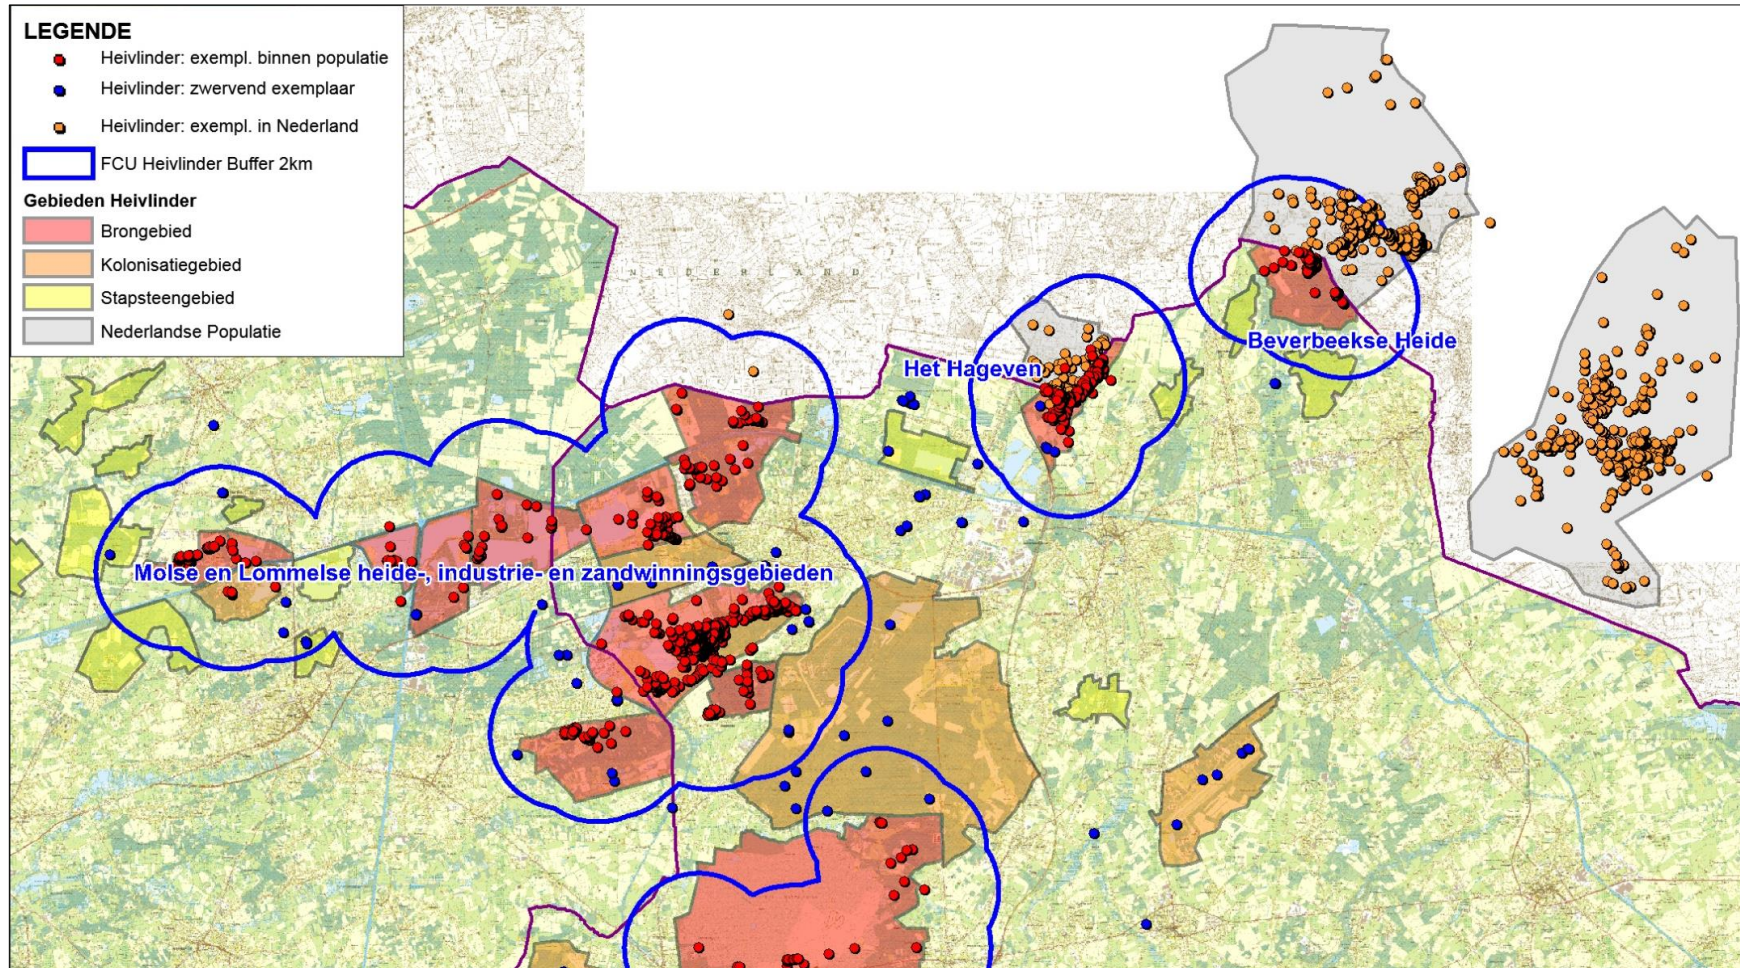 LEGENDE
Heivlinder: exempl. binnen populatie
Heivlinder: zwervend exemplaar
Heivlinder: exempl. in Nederland
FCU Heivlinder Buffer 2km
Gebieden Heivlinder
Brongebied
Kolonisatiegebied
Stapsteengebied
Nederlandse Populatie
NEDERLAND
Beverbeekse Heide
Het Hageven
Molse en Lommelse heide-, industrie- en zandwinningsgebieden